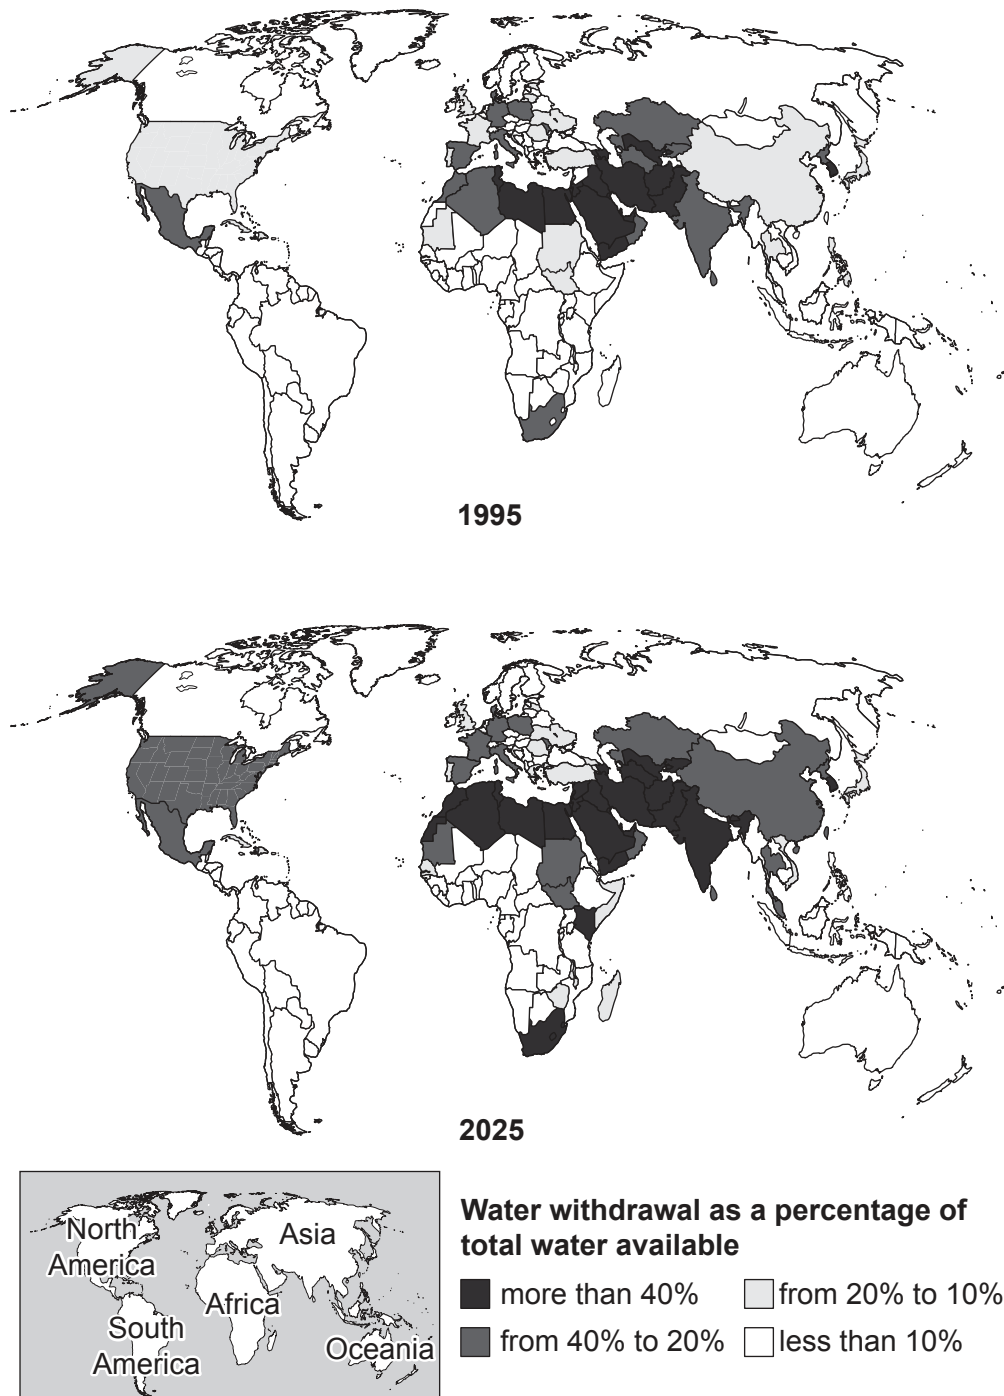 1995
2025
North
America
Asia
Africa
South
America
Oceania
Water withdrawal as a percentage of
total water available
more than 40%
from 20% to 10%
from 40% to 20%
less than 10%